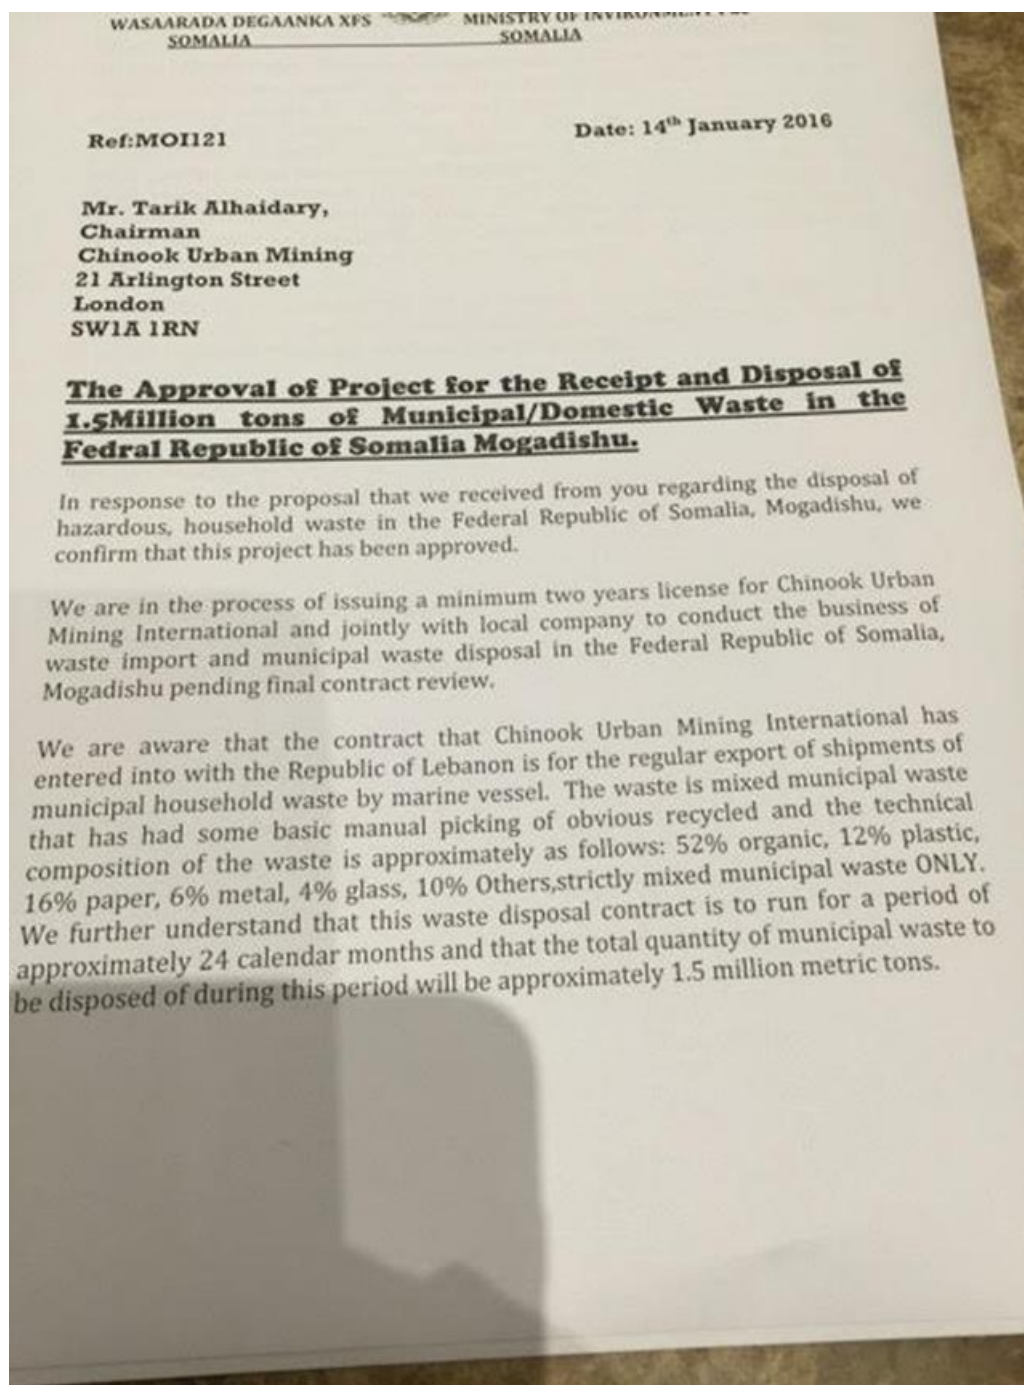 WASAARADA DEGAANKA XFS
SOMALIA
MINISTRY OF INVIRONMENT
SOMALIA
Ref:MOI121
Date: 14th January 2016
Mr. Tarik Alhaidary,
Chairman
Chinook Urban Mining
21 Arlington Street
London
SW1A 1RN
The Approval of Project for the Receipt and Disposal of
1.5Million tons of Municipal/Domestic Waste in the
Fedral Republic of Somalia Mogadishu.
In response to the proposal that we received from you regarding the disposal of
hazardous, household waste in the Federal Republic of Somalia, Mogadishu, we
confirm that this project has been approved.
We are in the process of issuing a minimum two years license for Chinook Urban
Mining International and jointly with local company to conduct the business of
waste import and municipal waste disposal in the Federal Republic of Somalia,
Mogadishu pending final contract review.
We are aware that the contract that Chinook Urban Mining International has
entered into with the Republic of Lebanon is for the regular export of shipments of
municipal household waste by marine vessel. The waste is mixed municipal waste
that has had some basic manual picking of obvious recycled and the technical
composition of the waste is approximately as follows: 52% organic, 12% plastic,
16% paper, 6% metal, 4% glass, 10% Others,strictly mixed municipal waste ONLY.
We further understand that this waste disposal contract is to run for a period of
approximately 24 calendar months and that the total quantity of municipal waste to
be disposed of during this period will be approximately 1.5 million metric tons.